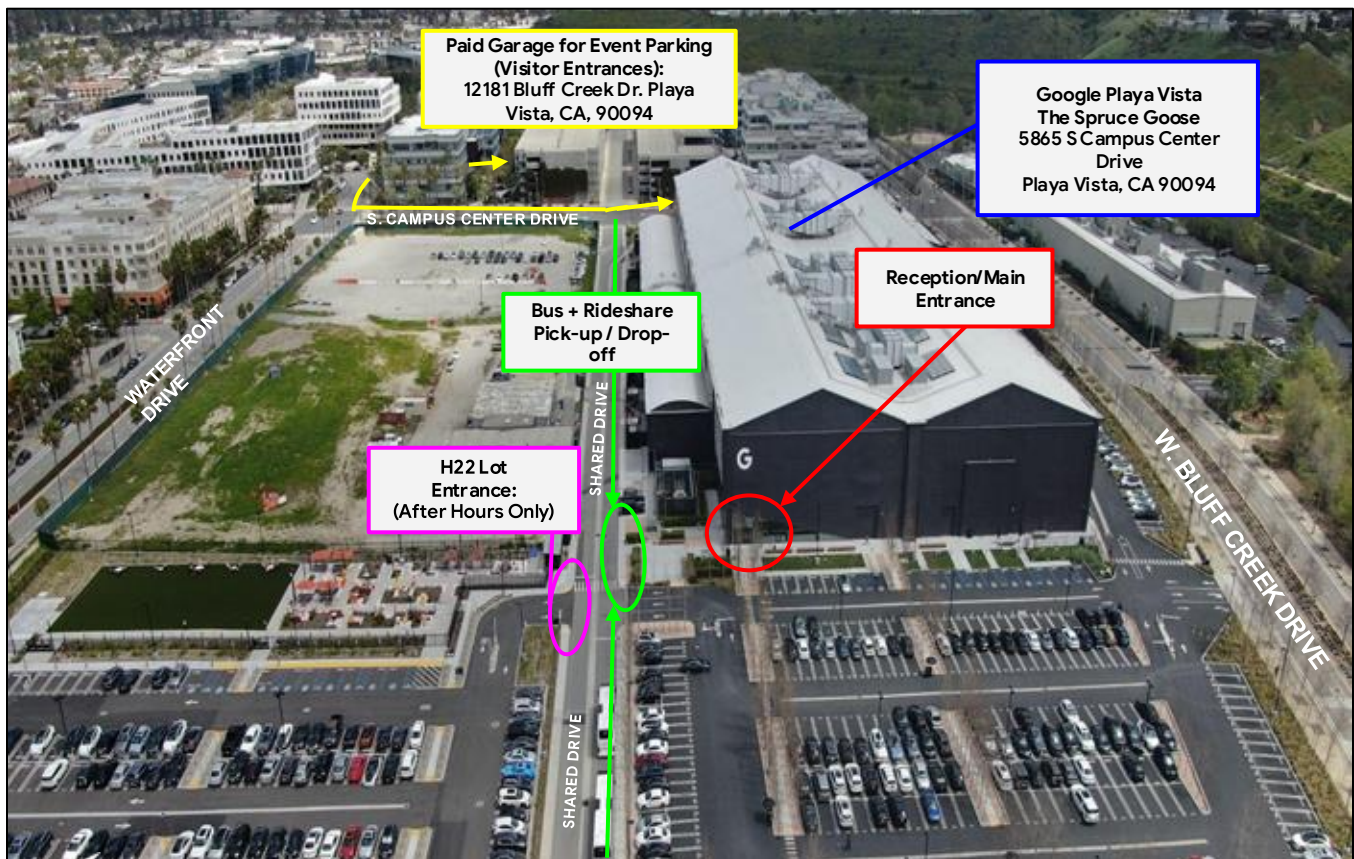 Paid Garage for Event Parking
(Visitor Entrances):
12181 Bluff Creek Dr. Playa
Vista, CA, 90094
Google Playa Vista
The Spruce Goose
5865 S Campus Center
Drive
Playa Vista, CA 90094
S. CAMPUS CENTER DRIVE
Reception/Main
Entrance
Bus + Rideshare
Pick-up / Drop-
off
WATERFRONT
DRIVE
SHARED DRIVE
G
H22 Lot
Entrance:
(After Hours Only)
W. BLUFF CREEK DRIVE
SHARED DRIVE